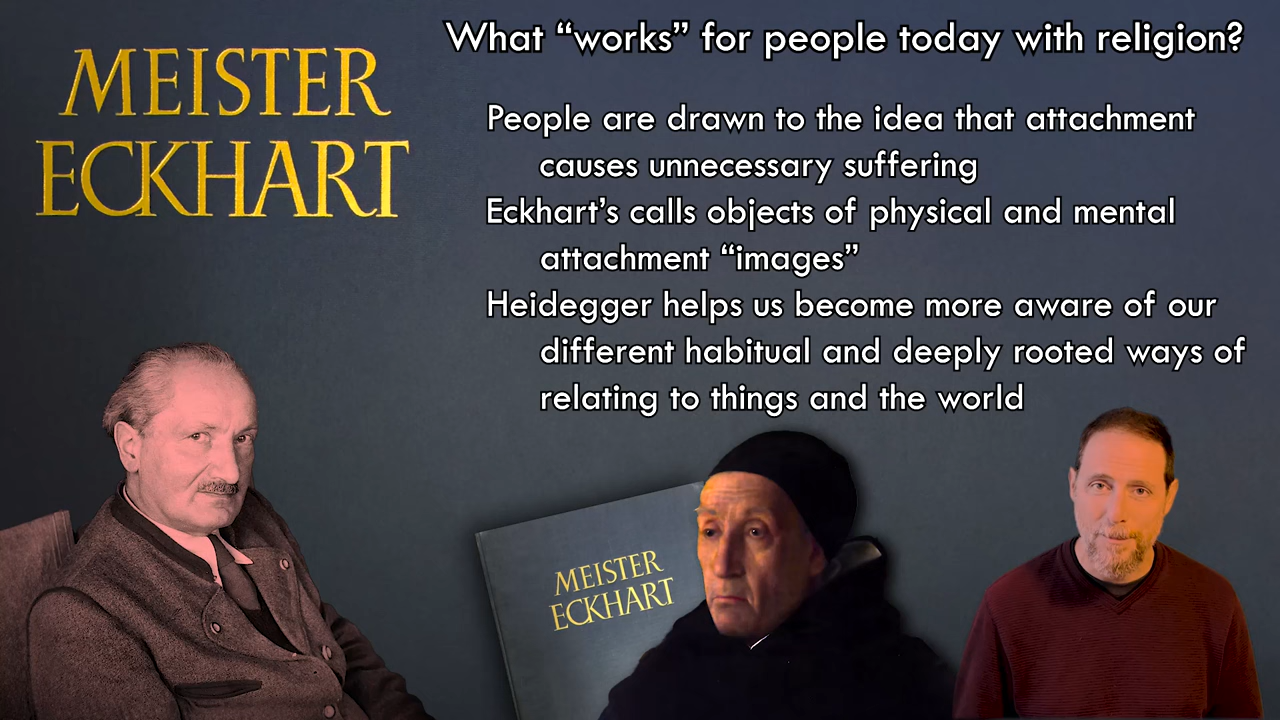 MEISTER
ECKHART
What “works” for people today with religion?
People are drawn to the idea that attachment
causes unnecessary suffering
Eckhart’s calls objects of physical and mental
attachment “images”
Heidegger helps us become more aware of our
different habitual and deeply rooted ways of
relating to things and the world
MEISTER
ECKHART